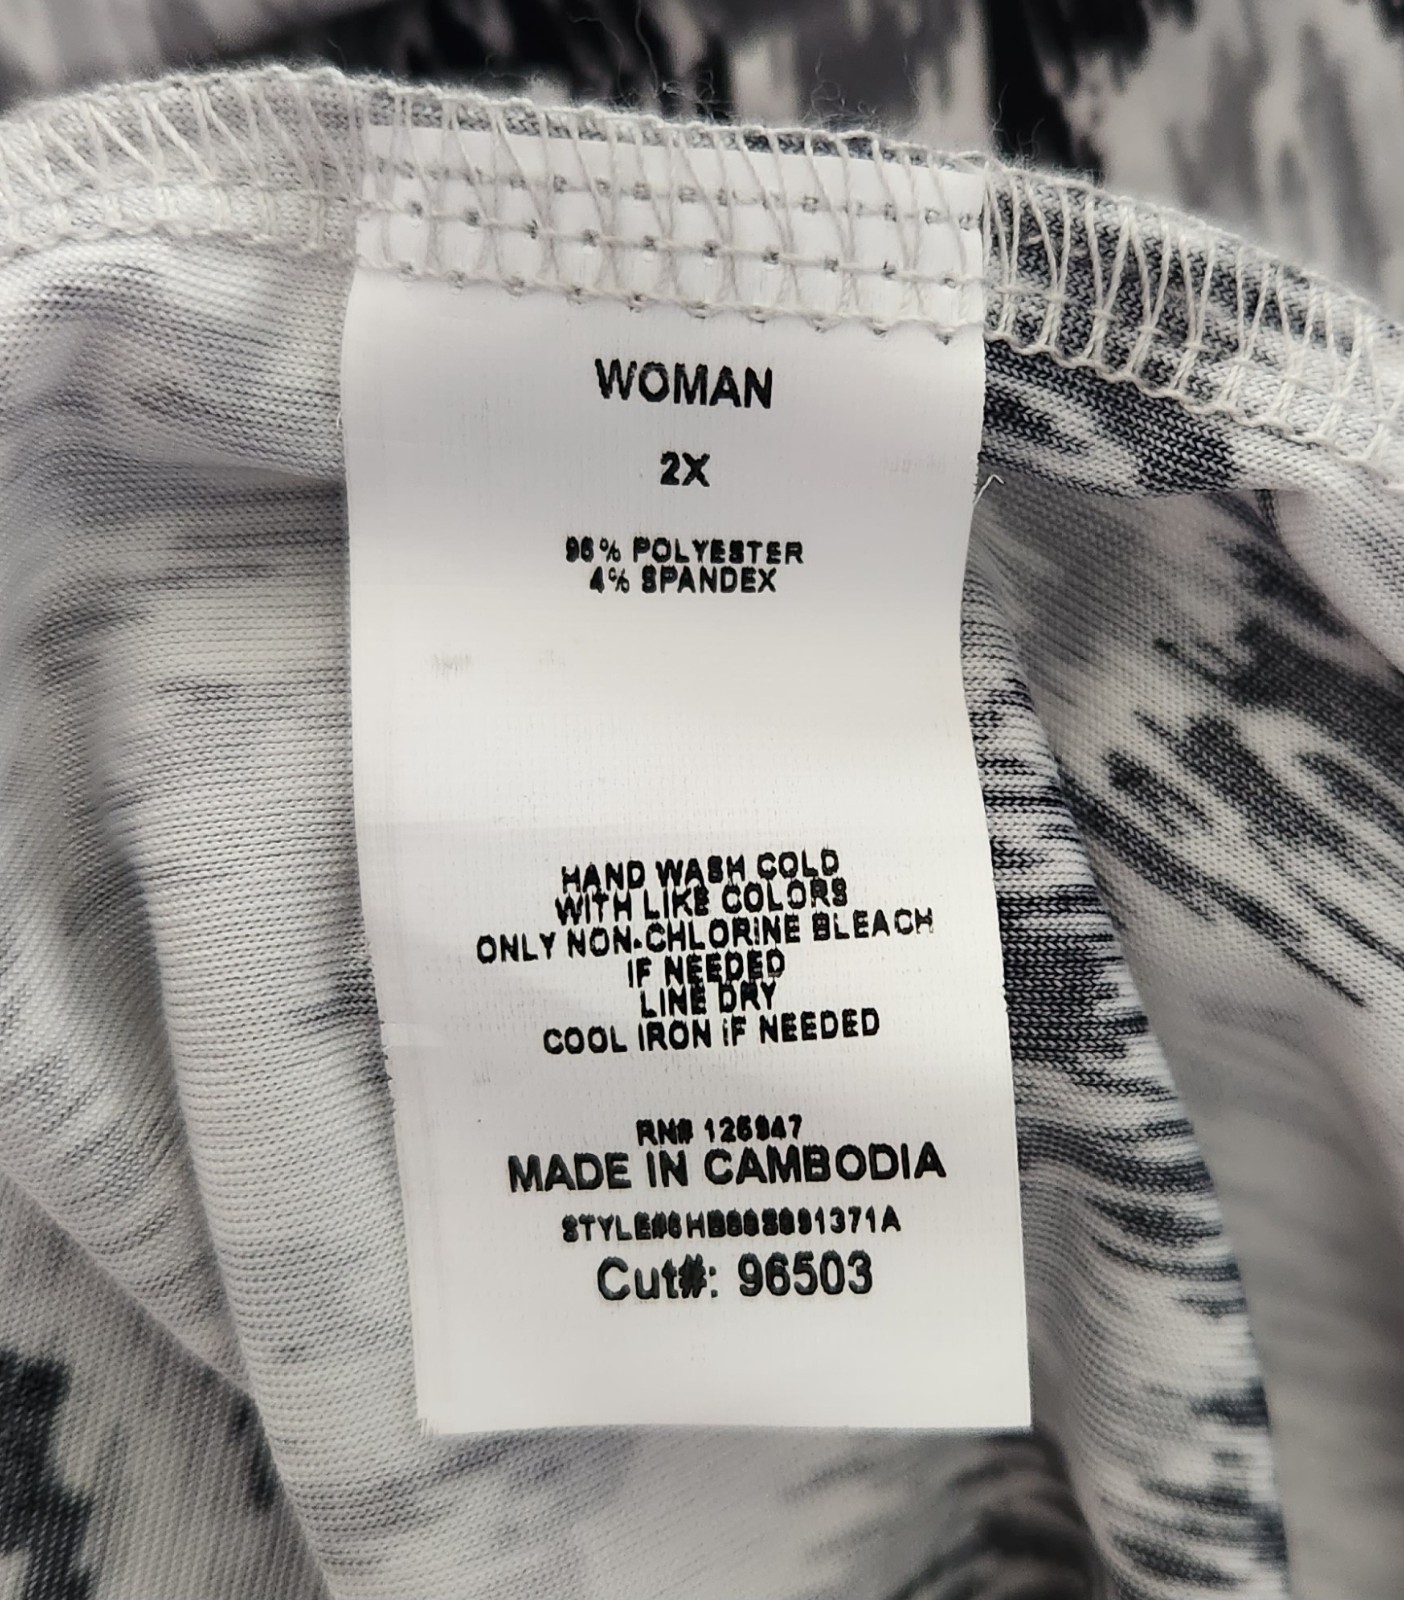 WOMAN
2X
96% POLYESTER
4% SPANDEX
HAND WASH COLD
WITH LIKE COLORS
ONLY NON-CHLORINE BLEACH
IF NEEDED
LINE DRY
COOL IRON IF NEEDED
RN# 126947
MADE IN CAMBODIA
Cut#: 96503